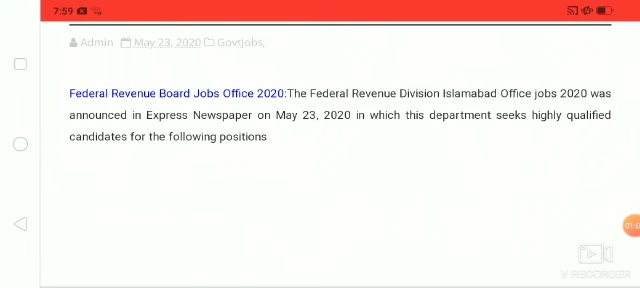 7:59
Admin May 23, 2020 GovtJobs,
Federal Revenue Board Jobs Office 2020:The Federal Revenue Division Islamabad Office jobs 2020 was
announced in Express Newspaper on May 23, 2020 in which this department seeks highly qualified
candidates for the following positions
01:0
V RECORDER